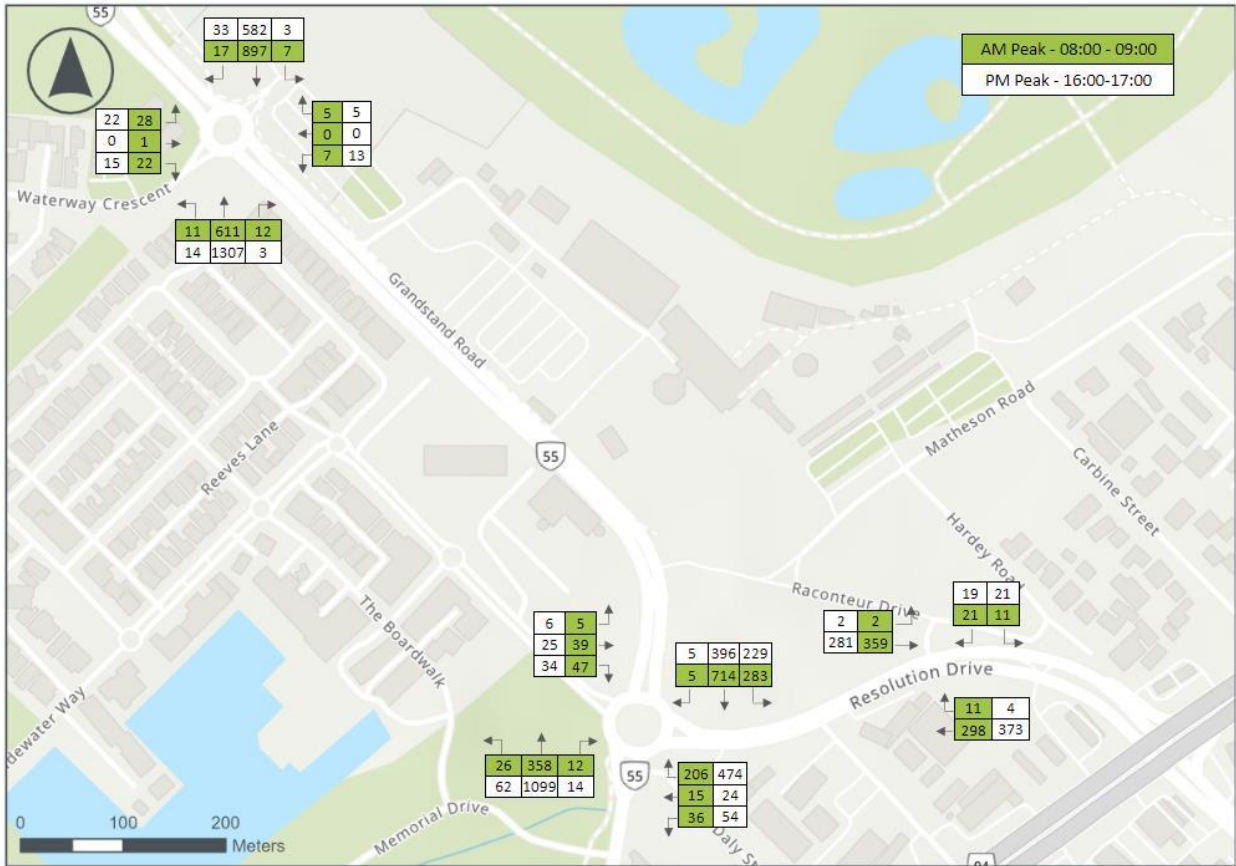 55
33 582 3
17 897 7
AM Peak - 08:00 - 09:00
PM Peak - 16:00-17:00
22 28
0 1
15 22
5 5
0 0
7 13
Waterway Crescent
11 611 12
14 1307 3
Grandstand Road
Reeves Lane
55
Matheson Road
Carbine Street
Hardey Road
Raconteur Drive
The Boardwalk
19 21
21 11
2 2
281 359
6 5
25 39
34 47
5 396 229
5 714 283
Resolution Drive
11 4
298 373
26 358 12
62 1099 14
55
206 474
15 24
36 54
Memorial Drive
0 100 200
Meters